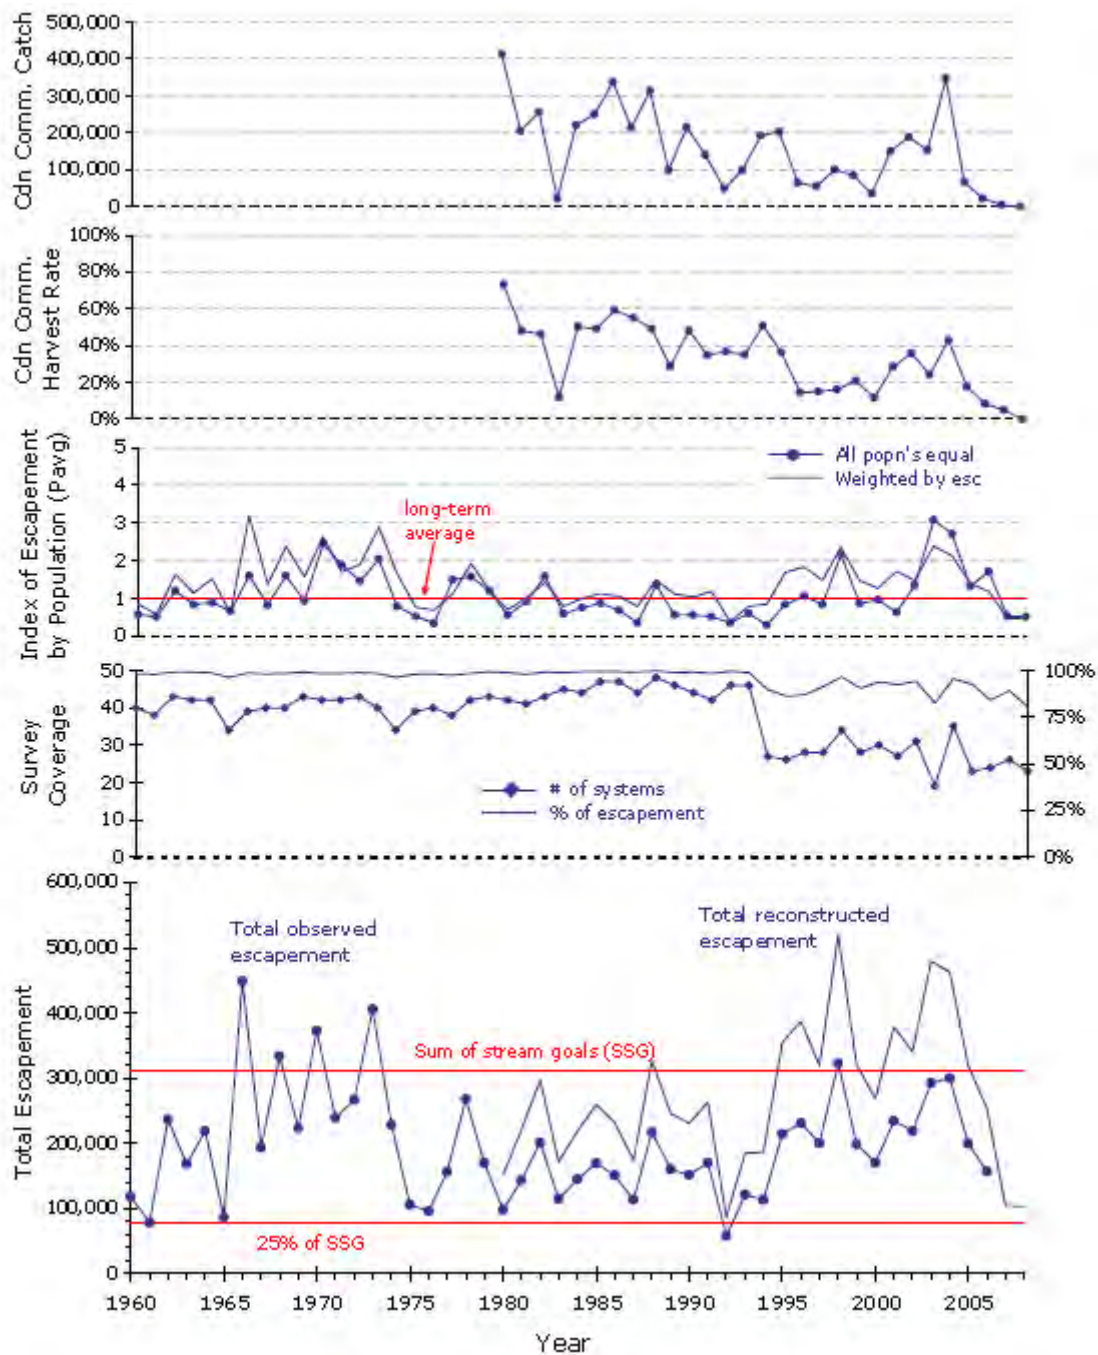 Cdn Comm. Catch
500,000
400,000
300,000
200,000
100,000
0
Cdn Comm.
Harvest Rate
100%
80%
60%
40%
20%
0%
Index of Escapement
by Population (Pavg)
5
4
3
2
1
0
All popn's equal
Weighted by esc
long-term
average
Survey
Coverage
50
40
30
20
10
0
100%
75%
50%
25%
0%
# of systems
% of escapement
Total Escapement
600,000
500,000
400,000
300,000
200,000
100,000
0
Total observed
escapement
Total reconstructed
escapement
Sum of stream goals (SSG)
25% of SSG
1960 1965 1970 1975 1980 1985 1990 1995 2000 2005
Year